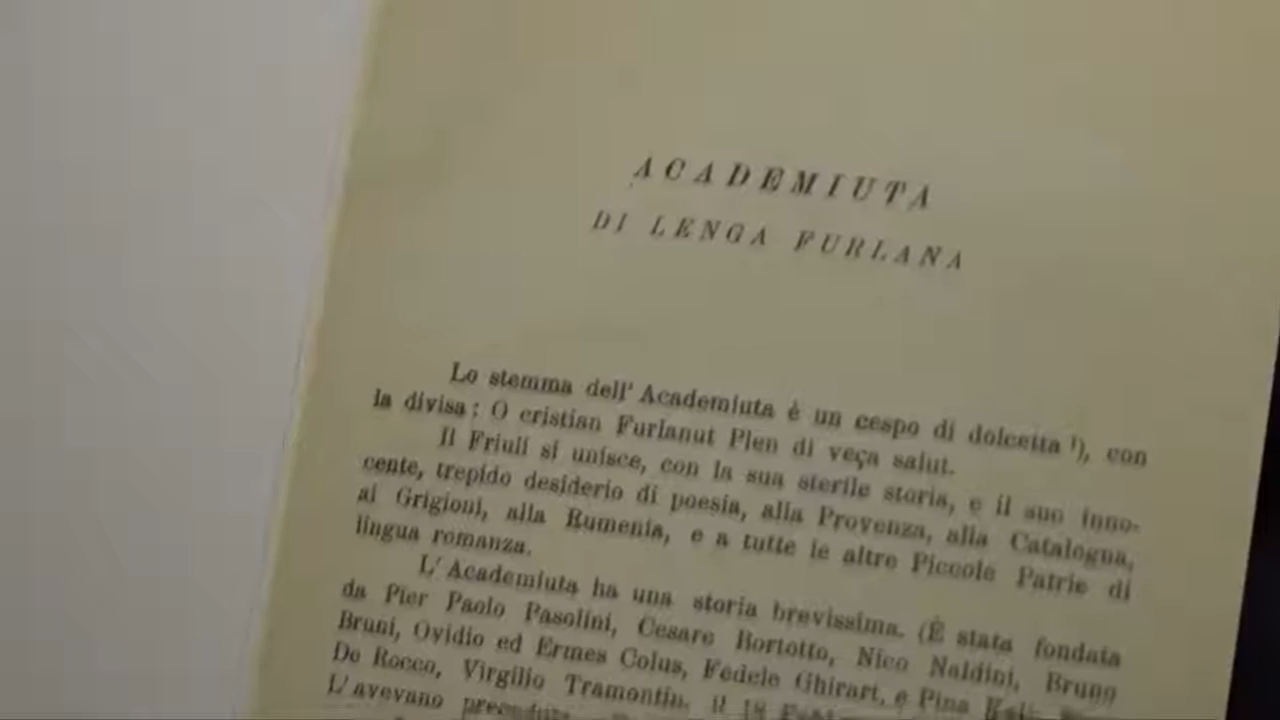 ACADEMIUTA
DI LENGA FURLANA
Lo stemma dell' Academiuta è un cespo di dolcetta ¹), con
la divisa: O cristian Furlanut Plen di veça salut.
Il Friuli si unisce, con la sua sterile storia, e il suo inno-
cente, trepido desiderio di poesia, alla Provenza, alla Catalogna,
ai Grigioni, alla Rumenia, e a tutte le altre Piccole Patrie di
lingua romanza.
L' Academiuta ha una storia brevissima. (È stata fondata
da Pier Paolo Pasolini, Cesare Bortotto, Nico Naldini, Bruno
Bruni, Ovidio ed Ermes Colus, Fedele Ghirart, e Pina
De Rocco, Virgilio Tramontin, il 18
L' avevano